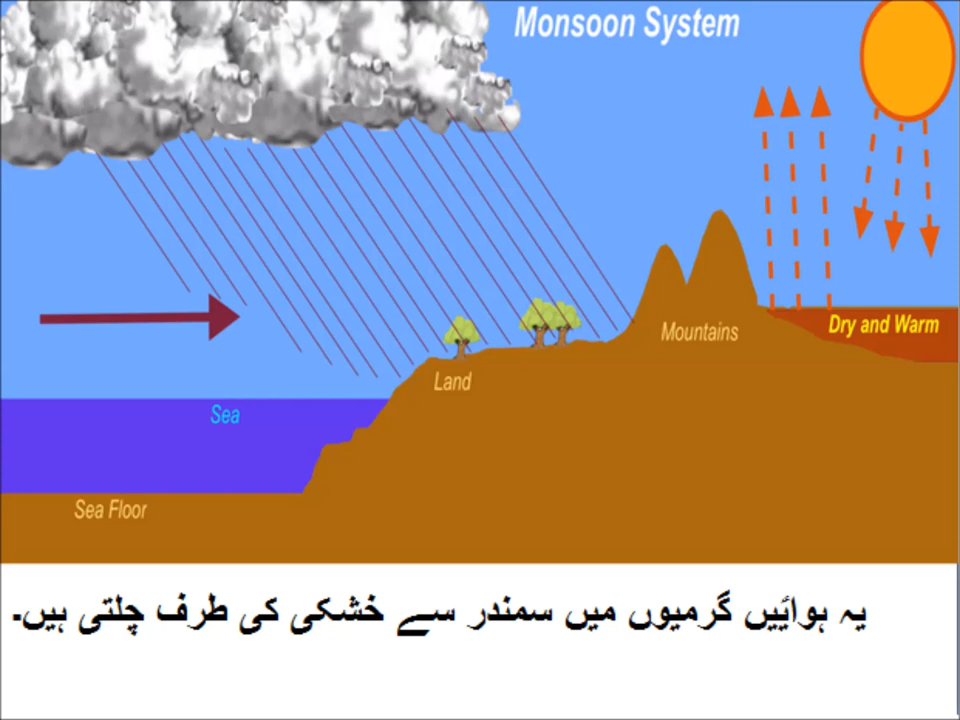 Monsoon System
Dry and Warm
Mountains
Land
Sea
Sea Floor
یہ ہوائیں گرمیوں میں سمندر سے خشکی کی طرف چلتی ہیں۔